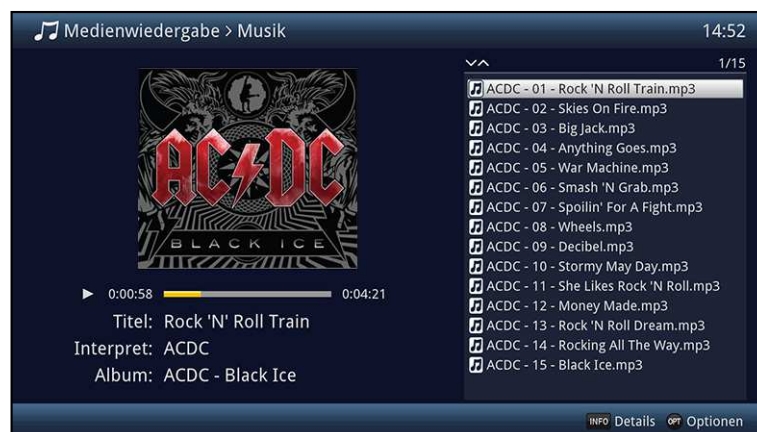 Medienwiedergabe > Musik
14:52
1/15
AC DC
BLACK ICE
0:00:58
0:04:21
Titel: Rock 'N' Roll Train
Interpret: ACDC
Album: ACDC - Black Ice
ACDC - 01 - Rock 'N Roll Train.mp3
ACDC - 02 - Skies On Fire.mp3
ACDC - 03 - Big Jack.mp3
ACDC - 04 - Anything Goes.mp3
ACDC - 05 - War Machine.mp3
ACDC - 06 - Smash 'N Grab.mp3
ACDC - 07 - Spoilin' For A Fight.mp3
ACDC - 08 - Wheels.mp3
ACDC - 09 - Decibel.mp3
ACDC - 10 - Stormy May Day.mp3
ACDC - 11 - She Likes Rock 'N Roll.mp3
ACDC - 12 - Money Made.mp3
ACDC - 13 - Rock 'N Roll Dream.mp3
ACDC - 14 - Rocking All The Way.mp3
ACDC - 15 - Black Ice.mp3
INFO Details OPT Optionen